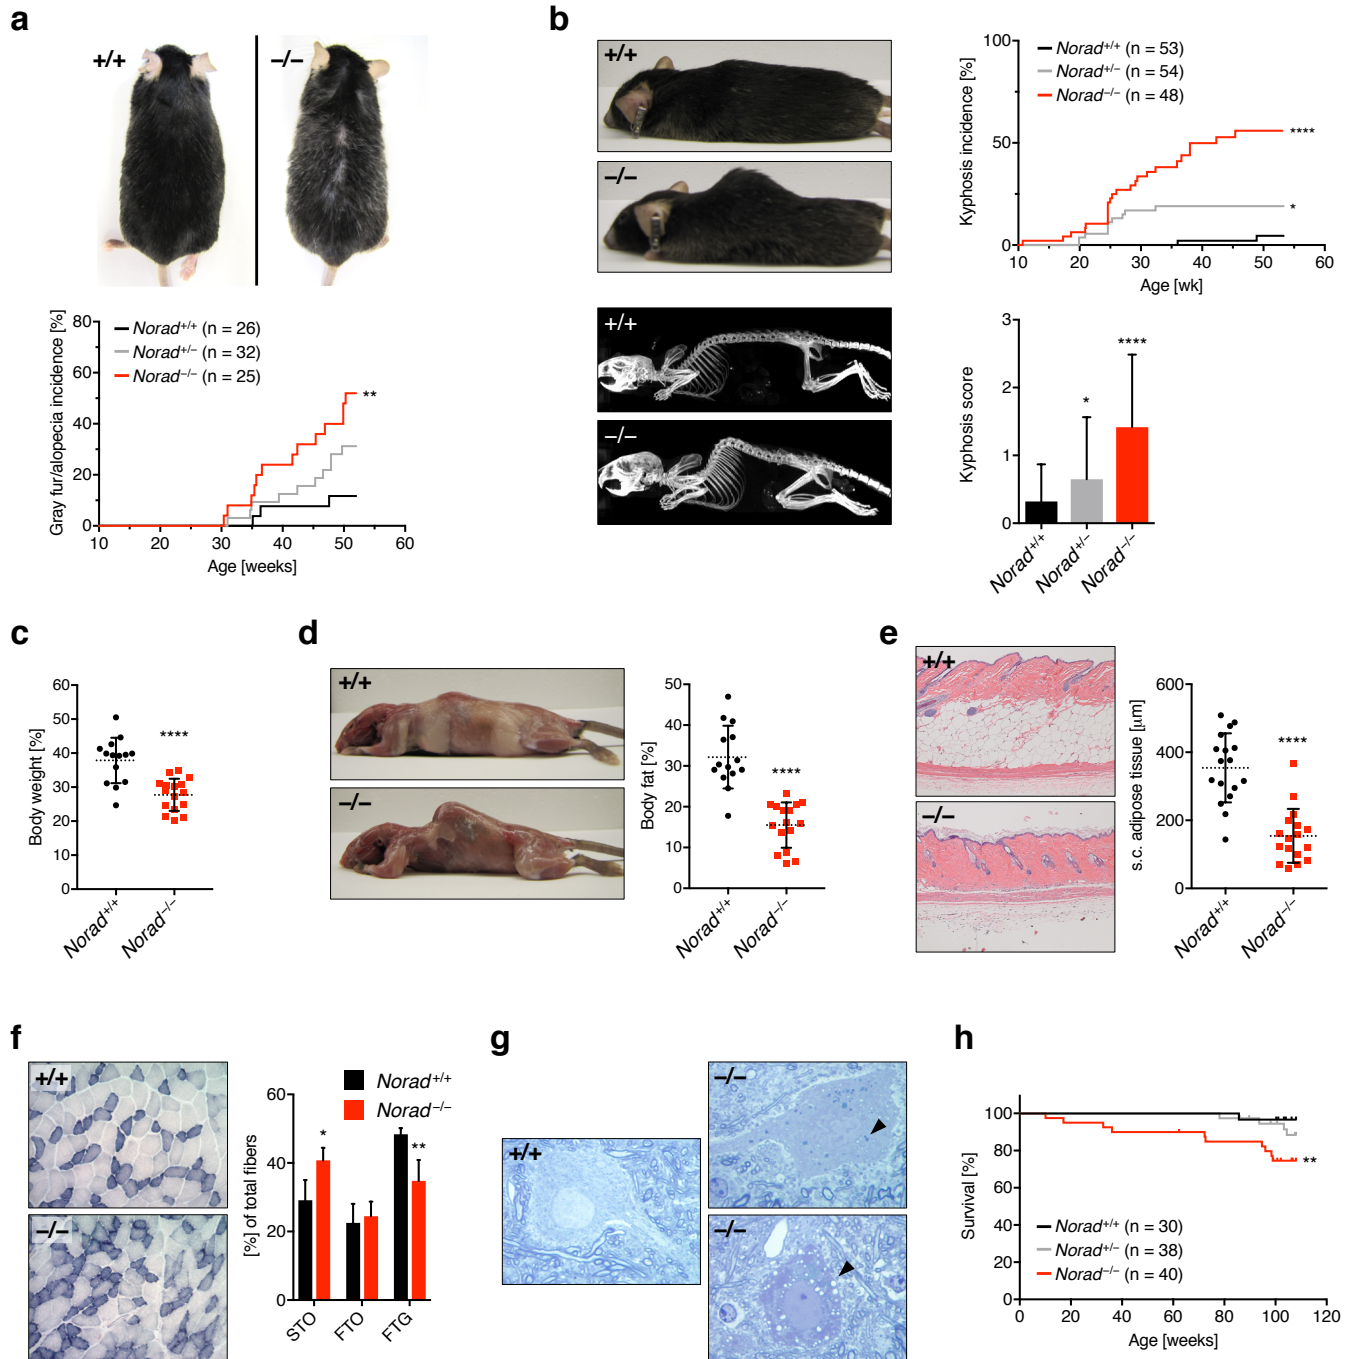 a
+/+
–/–
80
60
40
20
0
Gray fur/alopecia incidence [%]
Norad+/+ (n = 26)
Norad+/– (n = 32)
Norad–/– (n = 25)
**
10 20 30 40 50 60
Age [weeks]
b
+/+
–/–
+/+
–/–
100
50
0
Kyphosis incidence [%]
Norad+/+ (n = 53)
Norad+/– (n = 54)
Norad–/– (n = 48)
****
*
10 20 30 40 50 60
Age [wk]
3
2
1
0
Kyphosis score
*
****
Norad+/+
Norad+/–
Norad–/–
c
60
50
40
30
20
10
0
Body weight [%]
****
Norad+/+
Norad–/–
d
+/+
–/–
50
40
30
20
10
0
Body fat [%]
****
Norad+/+
Norad–/–
e
+/+
–/–
600
400
200
0
s.c. adipose tissue [µm]
****
Norad+/+
Norad–/–
f
+/+
–/–
Norad+/+
Norad–/–
60
40
20
0
[%] of total fibers
*
**
STO
FTO
FTG
g
+/+
–/–
–/–
h
100
80
60
40
20
0
Survival [%]
**
Norad+/+ (n = 30)
Norad+/– (n = 38)
Norad–/– (n = 40)
0 20 40 60 80 100 120
Age [weeks]